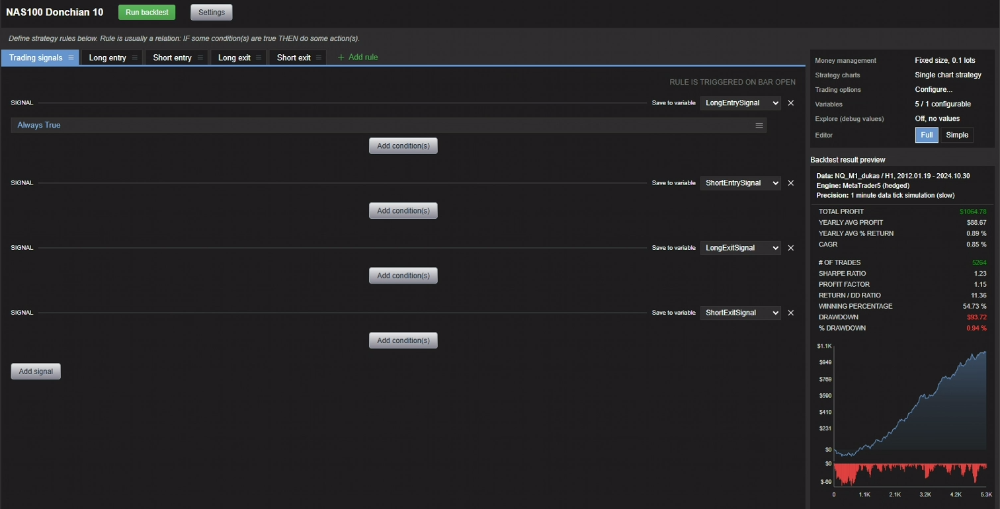 NAS100 Donchian 10 Run backtest Settings
Define strategy rules below. Rule is usually a relation: IF some condition(s) are true THEN do some action(s).
Trading signals Long entry Short entry Long exit Short exit + Add rule
RULE IS TRIGGERED ON BAR OPEN
SIGNAL Save to variable LongEntrySignal
Always True
Add condition(s)
SIGNAL Save to variable ShortEntrySignal
Add condition(s)
SIGNAL Save to variable LongExitSignal
Add condition(s)
SIGNAL Save to variable ShortExitSignal
Add condition(s)
Add signal
Money management Fixed size, 0.1 lots
Strategy charts Single chart strategy
Trading options Configure...
Variables 5 / 1 configurable
Explore (debug values) Off, no values
Editor Full Simple
Backtest result preview
Data: NQ_M1_dukas / H1, 2012.01.19 - 2024.10.30
Engine: MetaTrader5 (hedged)
Precision: 1 minute data tick simulation (slow)
TOTAL PROFIT $1064.78
YEARLY AVG PROFIT $88.67
YEARLY AVG % RETURN 0.89 %
CAGR 0.85 %
# OF TRADES 5264
SHARPE RATIO 1.23
PROFIT FACTOR 1.15
RETURN / DD RATIO 11.36
WINNING PERCENTAGE 54.73 %
DRAWDOWN $93.72
% DRAWDOWN 0.94 %
$1.1K
$949
$769
$590
$410
$231
$0
$0
$-69
0 1.1K 2.1K 3.2K 4.2K 5.3K